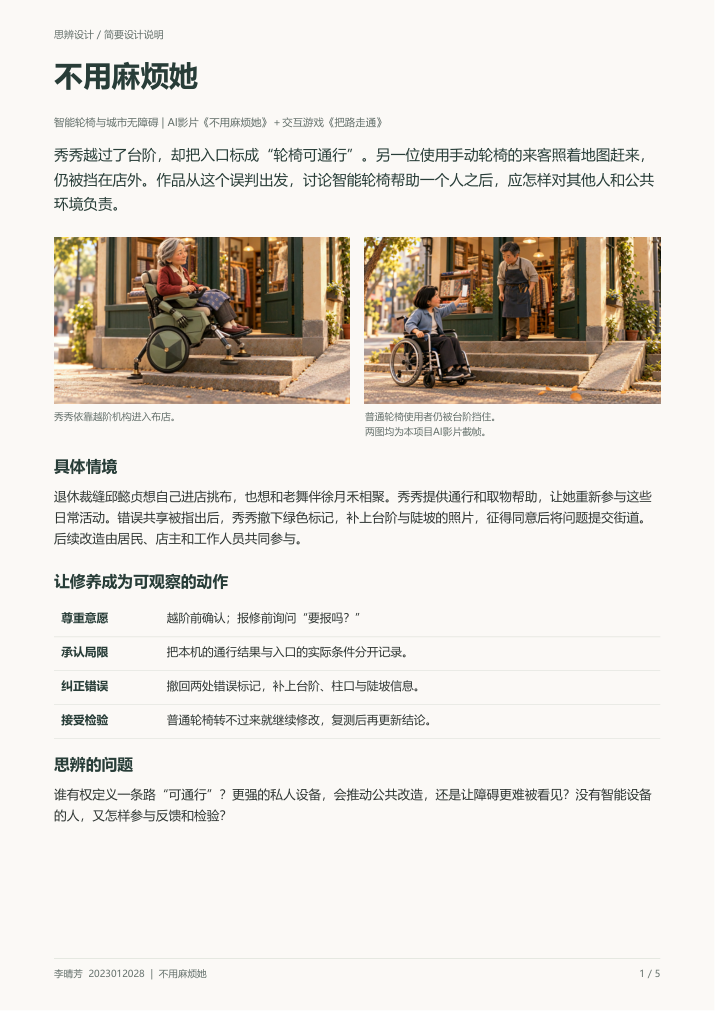 思辨设计 / 简要设计说明
不用麻烦她
智能轮椅与城市无障碍 | AI影片《不用麻烦她》+ 交互游戏《把路走通》
秀秀越过了台阶，却把入口标成“轮椅可通行”。另一位使用手动轮椅的来客照着地图赶来，
仍被挡在店外。作品从这个误判出发，讨论智能轮椅帮助一个人之后，应怎样对其他人和公共
环境负责。
秀秀依靠越阶机构进入布店。
普通轮椅使用者仍被台阶挡住。
两图均为本项目AI影片截帧。
具体情境
退休裁缝邱懿贞想自己进店挑布，也想和老舞伴徐月禾相聚。秀秀提供通行和取物帮助，让她重新参与这些
日常活动。错误共享被指出后，秀秀撤下绿色标记，补上台阶与陡坡的照片，征得同意后将问题提交街道。
后续改造由居民、店主和工作人员共同参与。
让修养成为可观察的动作
尊重意愿 越阶前确认；报修前询问“要报吗？”
承认局限 把本机的通行结果与入口的实际条件分开记录。
纠正错误 撤回两处错误标记，补上台阶、柱口与陡坡信息。
接受检验 普通轮椅转不过来就继续修改，复测后再更新结论。
思辨的问题
谁有权定义一条路“可通行”？更强的私人设备，会推动公共改造，还是让障碍更难被看见？没有智能设备
的人，又怎样参与反馈和检验？
李晴芳 2023012028 | 不用麻烦她
1 / 5